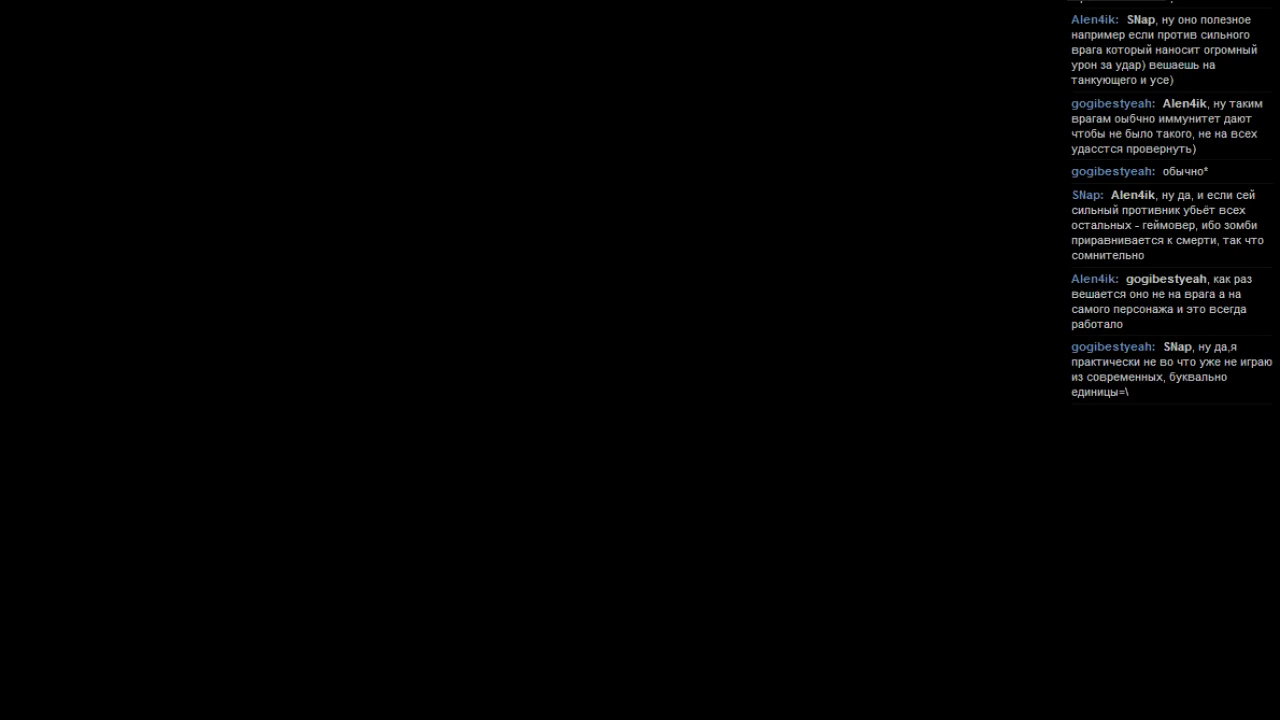 Alen4ik: SNap, ну оно полезное
например если против сильного
врага который наносит огромный
урон за удар) вешаешь на
танкующего и усе)
gogibestyeah: Alen4ik, ну таким
врагам оыбчно иммунитет дают
чтобы не было такого, не на всех
удасстся провернуть)
gogibestyeah: обычно*
SNap: Alen4ik, ну да, и если сей
сильный противник убьёт всех
остальных - геймовер, ибо зомби
приравнивается к смерти, так что
сомнительно
Alen4ik: gogibestyeah, как раз
вешается оно не на врага а на
самого персонажа и это всегда
работало
gogibestyeah: SNap, ну да,я
практически не во что уже не играю
из современных, буквально
единицы=\